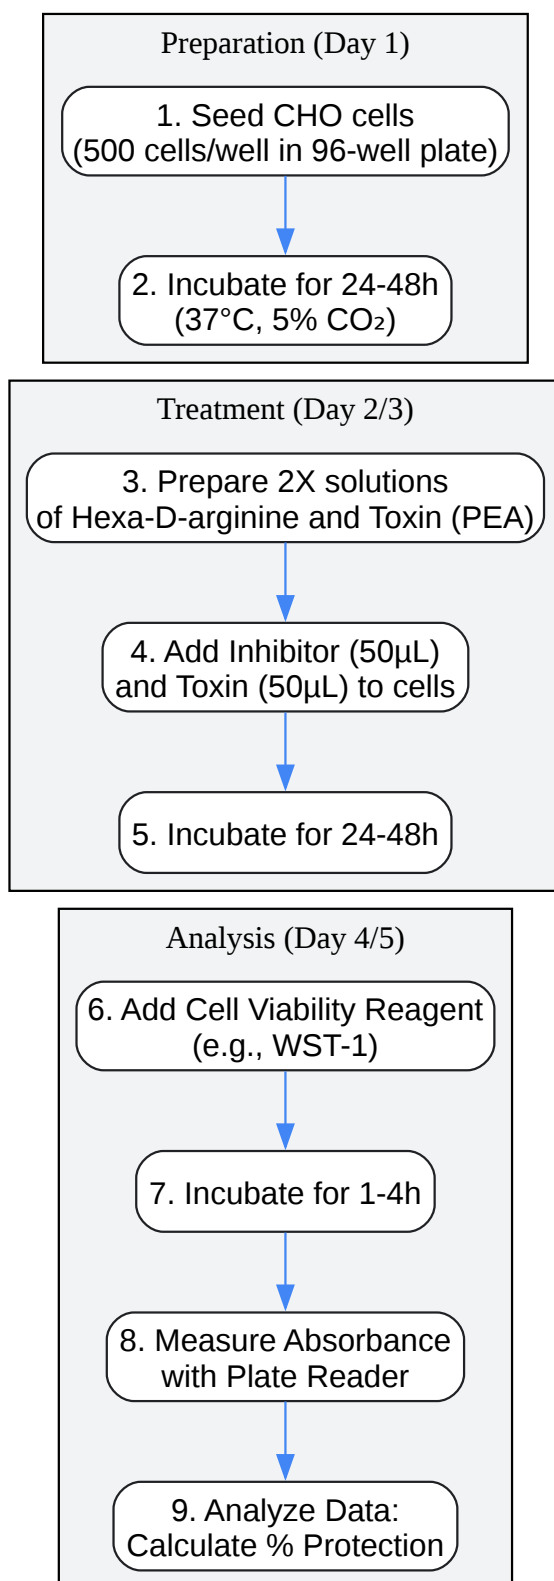 Preparation (Day 1)
1. Seed CHO cells
(500 cells/well in 96-well plate)
2. Incubate for 24-48h
(37°C, 5% CO₂)
Treatment (Day 2/3)
3. Prepare 2X solutions
of Hexa-D-arginine and Toxin (PEA)
4. Add Inhibitor (50µL)
and Toxin (50µL) to cells
5. Incubate for 24-48h
Analysis (Day 4/5)
6. Add Cell Viability Reagent
(e.g., WST-1)
7. Incubate for 1-4h
8. Measure Absorbance
with Plate Reader
9. Analyze Data:
Calculate % Protection